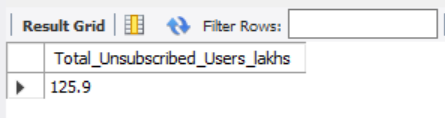 Result Grid Filter Rows:
Total_Unsubscribed_Users_lakhs
125.9